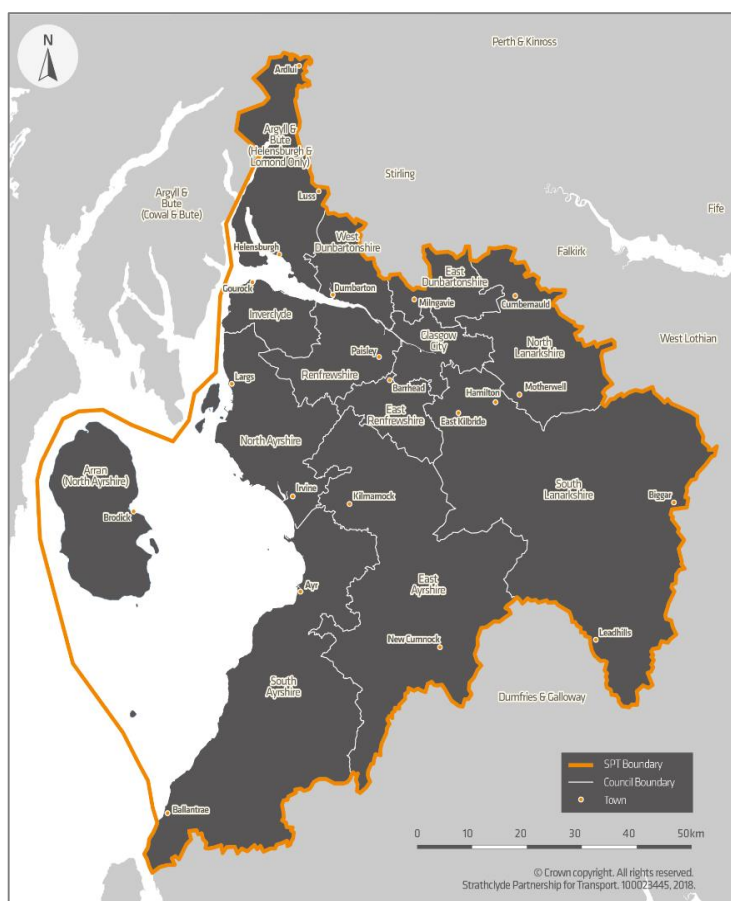 N
Perth & Kinross
Ardlui
Argyll &
Bute
(Helensburgh &
Lomond Only)
Stirling
Argyll &
Bute
(Cowal & Bute)
Luss
Fife
West
Dunbartonshire
Helensburgh
Falkirk
East
Dunbartonshire
Gourock
Dumbarton
Milngavie
Cumbernauld
Inverclyde
Glasgow
City
North
Lanarkshire
West Lothian
Paisley
Renfrewshire
Largs
Barrhead
Hamilton
Motherwell
East
Renfrewshire
East Kilbride
North Ayrshire
Arran
(North Ayrshire)
South
Lanarkshire
Irvine
Kilmarnock
Biggar
Brodick
Ayr
East
Ayrshire
New Cumnock
Leadhills
South
Ayrshire
Dumfries & Galloway
SPT Boundary
Council Boundary
Town
Ballantrae
0 10 20 30 40 50km
© Crown copyright. All rights reserved.
Strathclyde Partnership for Transport. 100023445, 2018.